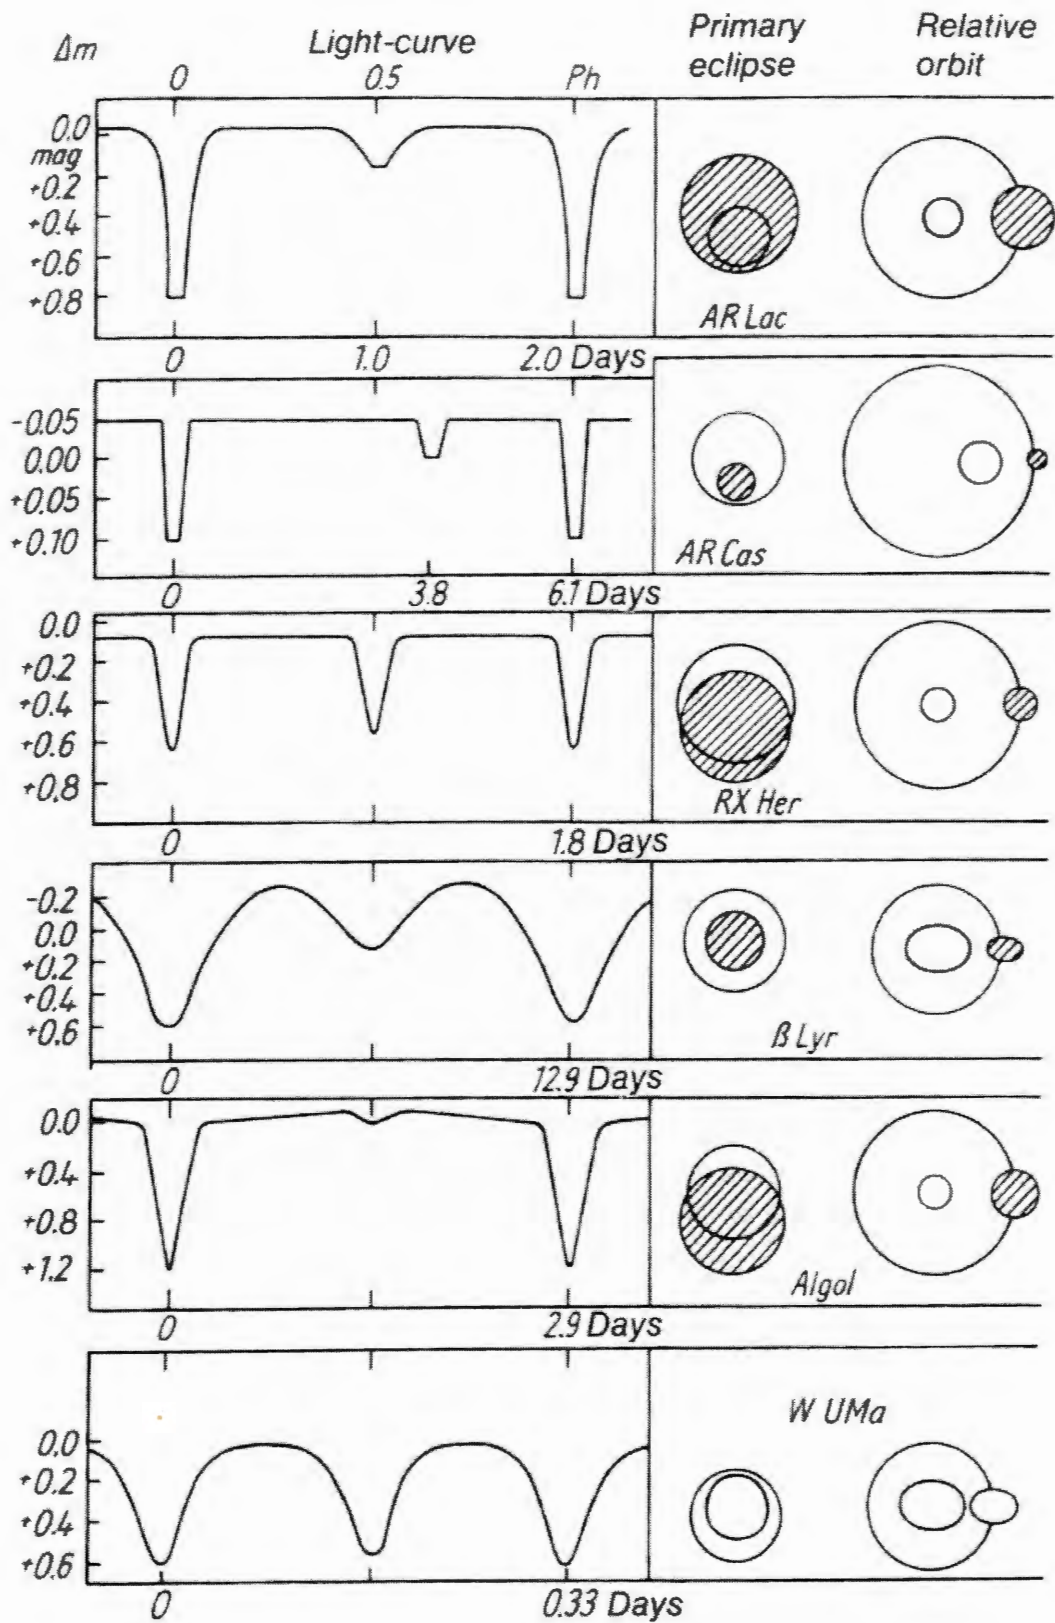 Δm
Light-curve
Primary eclipse
Relative orbit
0 0.5 Ph
0.0
mag
+0.2
+0.4
+0.6
+0.8
AR Lac
0 1.0 2.0 Days
-0.05
0.00
+0.05
+0.10
AR Cas
0 3.8 6.1 Days
0.0
+0.2
+0.4
+0.6
+0.8
RX Her
0 1.8 Days
-0.2
0.0
+0.2
+0.4
+0.6
β Lyr
0 12.9 Days
0.0
+0.4
+0.8
+1.2
Algol
0 2.9 Days
W UMa
0.0
+0.2
+0.4
+0.6
0 0.33 Days